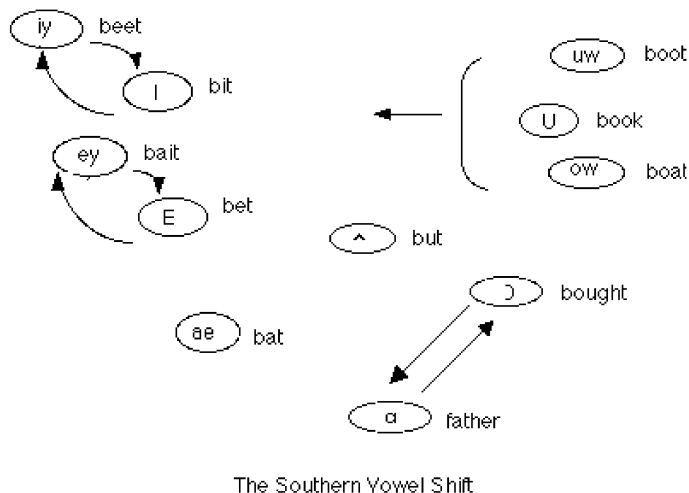 iy beet
I bit
ey bait
E bet
uw boot
U book
ow boat
^ but
ɔ bought
ae bat
ɑ father
The Southern Vowel Shift